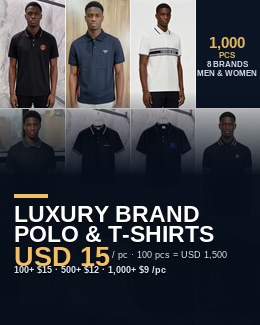 1,000
PCS
8 BRANDS
MEN & WOMEN
LUXURY BRAND
POLO & T-SHIRTS
USD 15 / pc · 100 pcs = USD 1,500
100+ $15 · 500+ $12 · 1,000+ $9 /pc